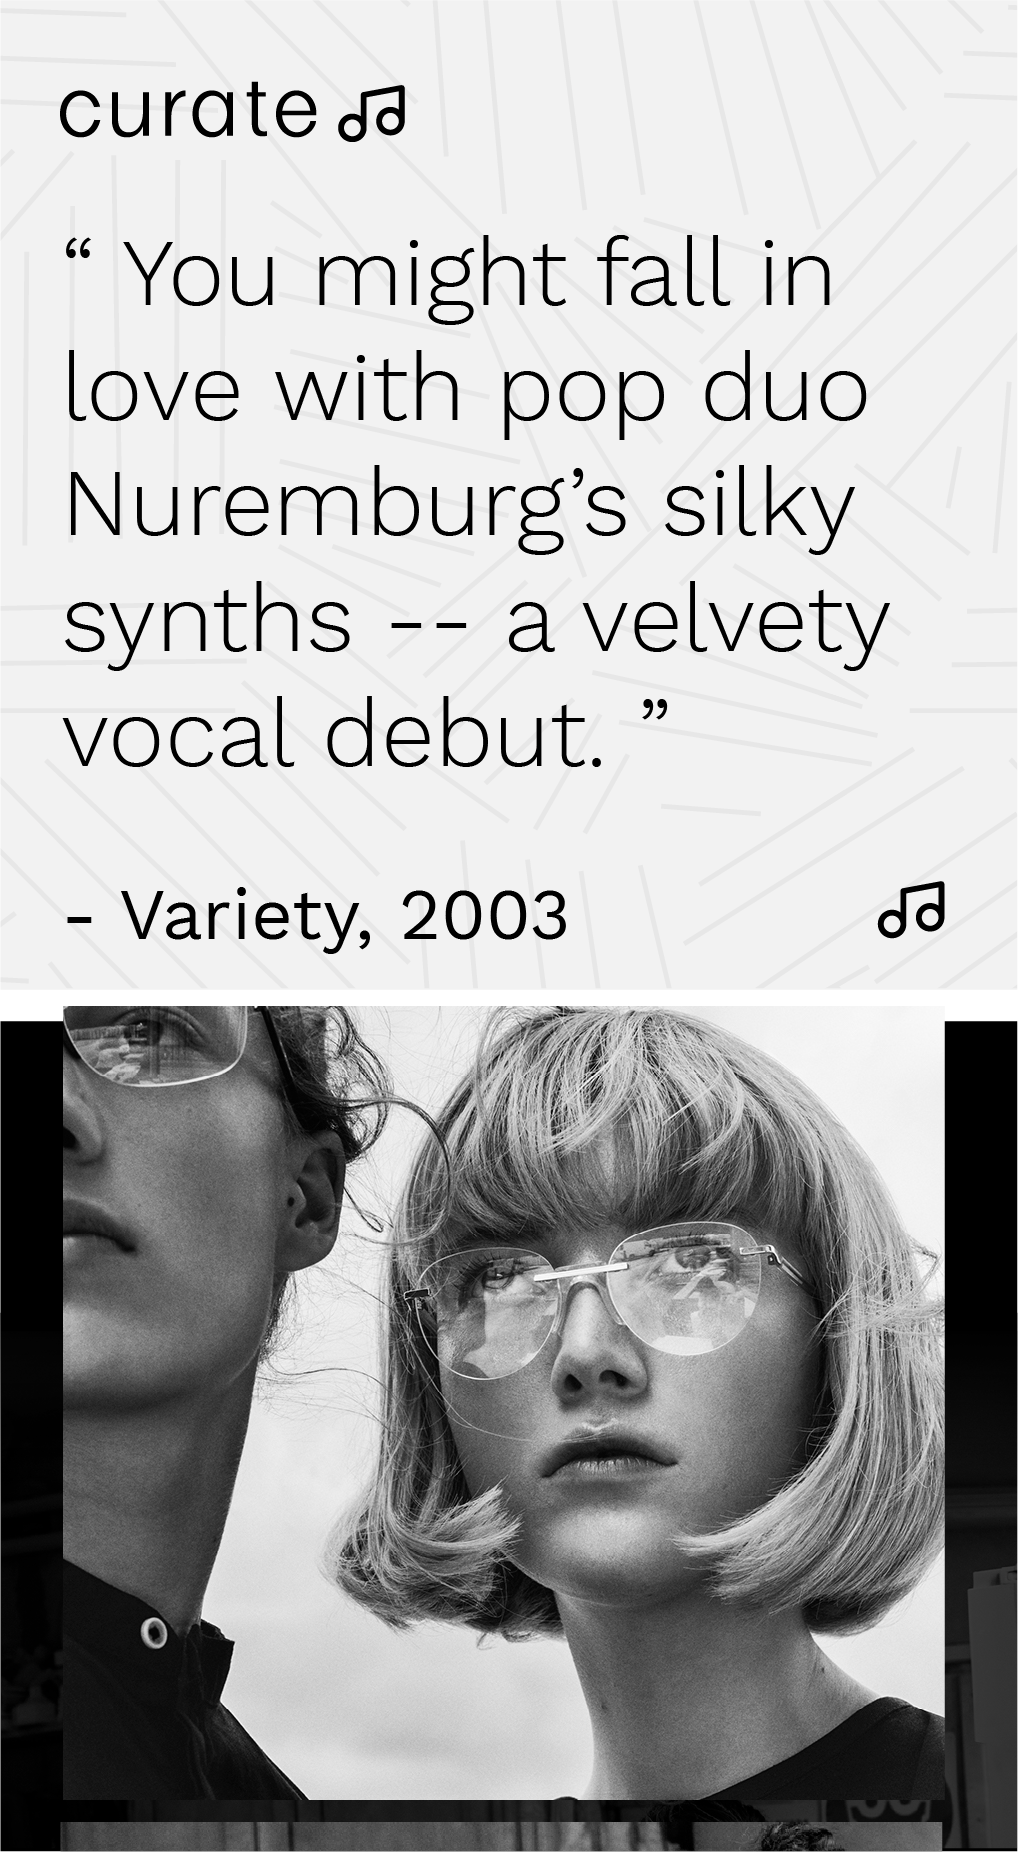 curate
“ You might fall in
love with pop duo
Nuremburg’s silky
synths -- a velvety
vocal debut. ”
- Variety, 2003